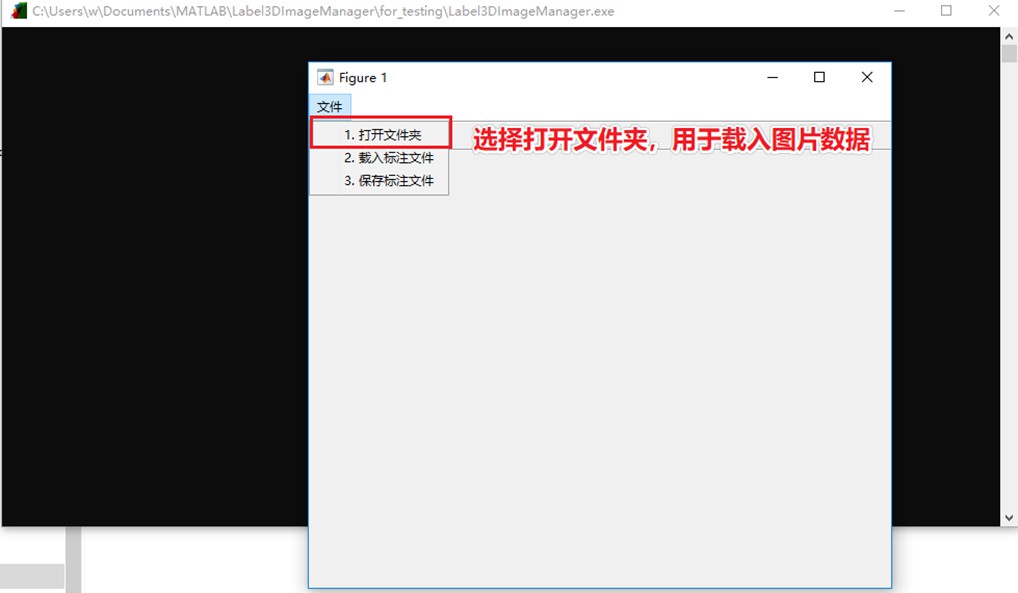 C:\Users\w\Documents\MATLAB\Label3DImageManager\for_testing\Label3DImageManager.exe
Figure 1
文件
1. 打开文件夹
选择打开文件夹，用于载入图片数据
2. 载入标注文件
3. 保存标注文件